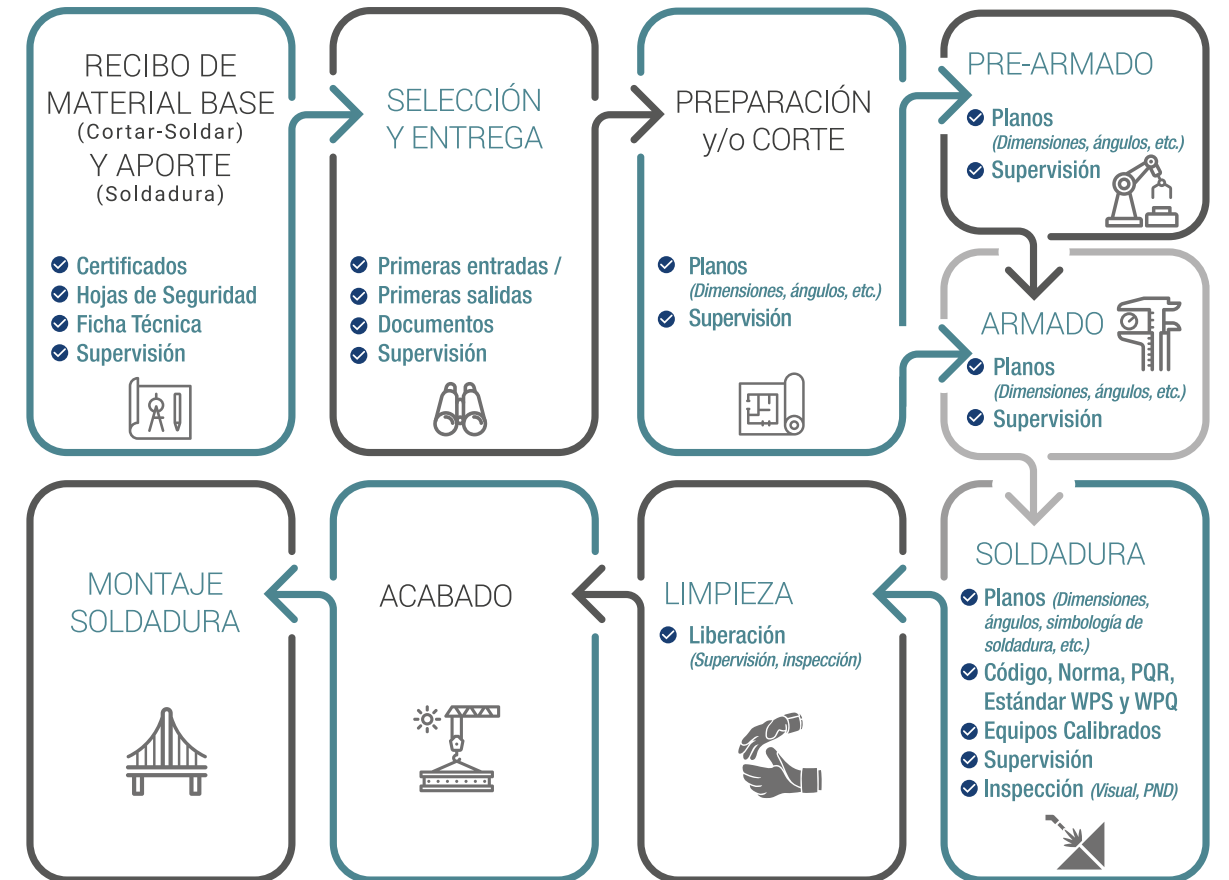 RECIBO DE
MATERIAL BASE
(Cortar-Soldar)
Y APORTE
(Soldadura)
Certificados
Hojas de Seguridad
Ficha Técnica
Supervisión
SELECCIÓN
Y ENTREGA
Primeras entradas /
Primeras salidas
Documentos
Supervisión
PREPARACIÓN
y/o CORTE
Planos
(Dimensiones, ángulos, etc.)
Supervisión
PRE-ARMADO
Planos
(Dimensiones, ángulos, etc.)
Supervisión
ARMADO
Planos
(Dimensiones, ángulos, etc.)
Supervisión
SOLDADURA
Planos (Dimensiones,
ángulos, simbología de
soldadura, etc.)
Código, Norma, PQR,
Estándar WPS y WPQ
Equipos Calibrados
Supervisión
Inspección (Visual, PND)
LIMPIEZA
Liberación
(Supervisión, inspección)
ACABADO
MONTAJE
SOLDADURA